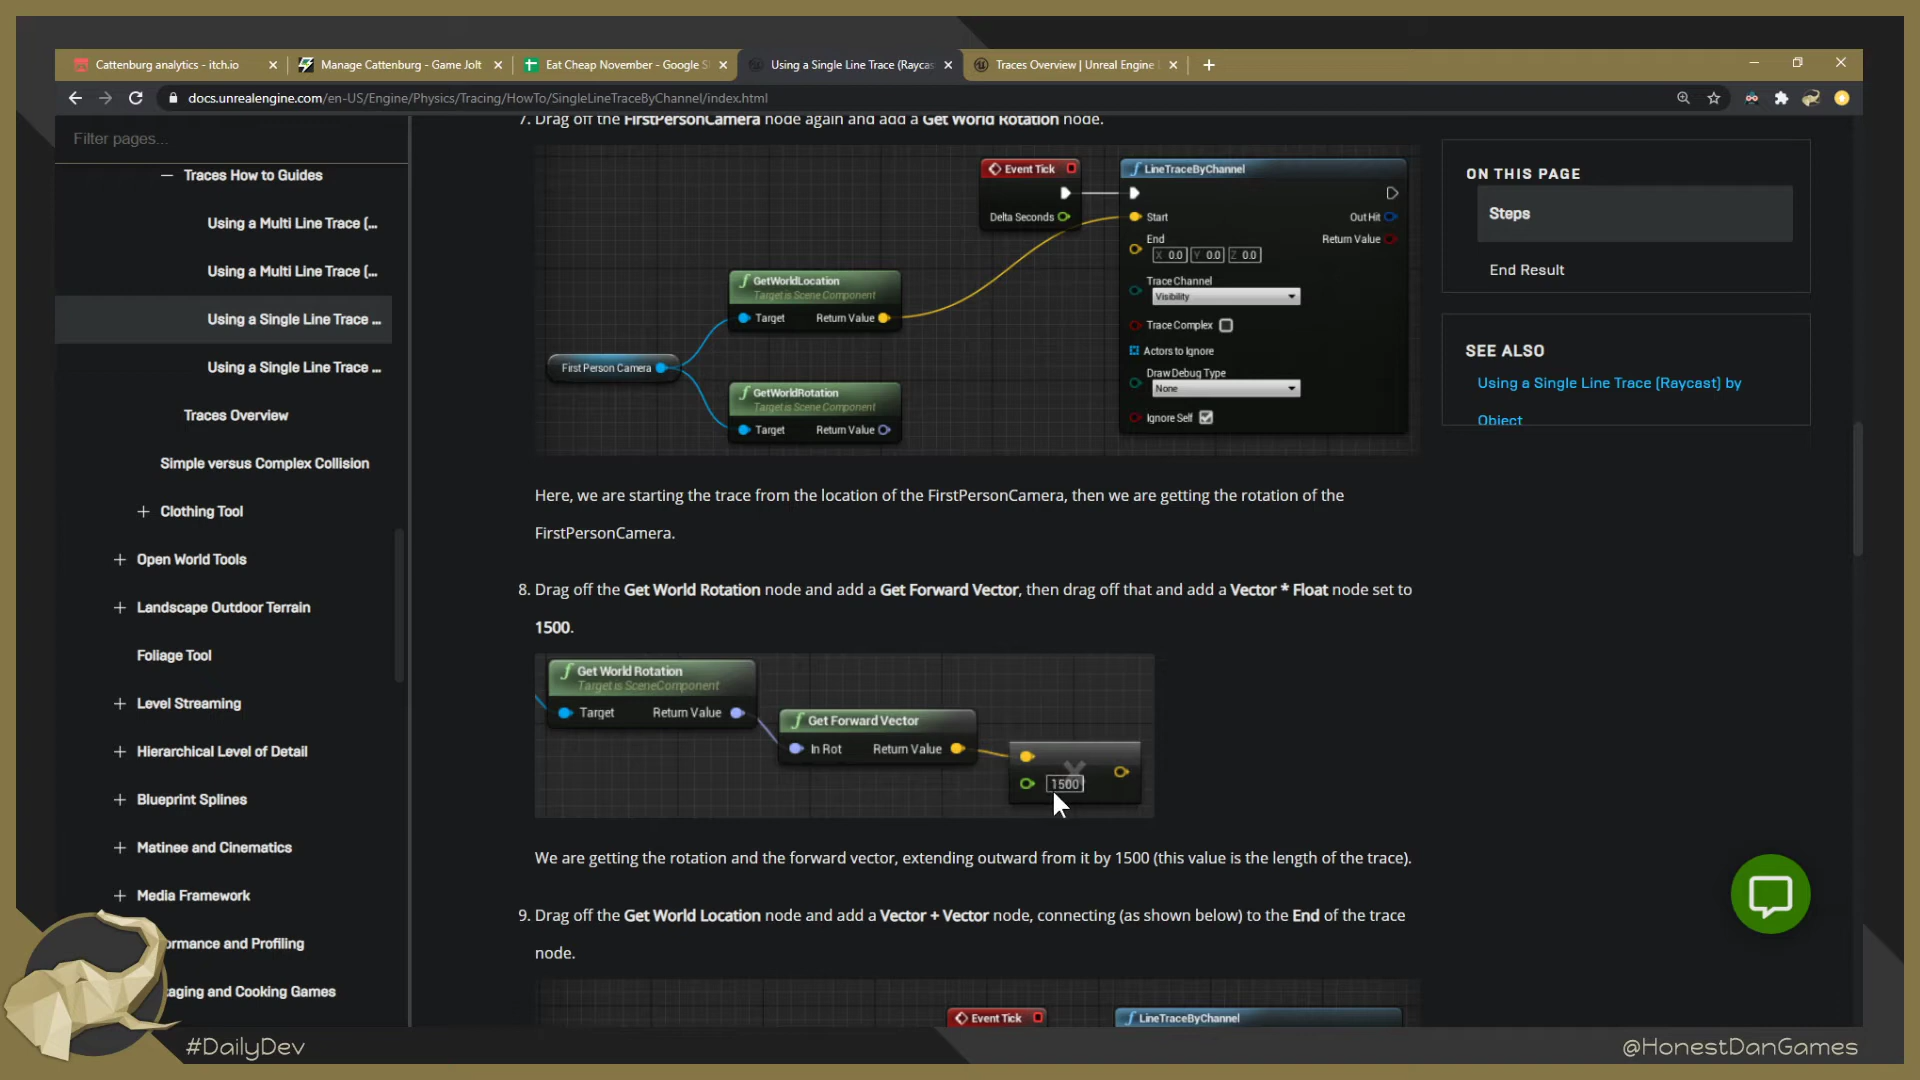 Cattenburg analytics - itch.io
Manage Cattenburg - Game Jolt
Eat Cheap November - Google S
Using a Single Line Trace (Raycas
Traces Overview | Unreal Engine
docs.unrealengine.com/en-US/Engine/Physics/Tracing/HowTo/SingleLineTraceByChannel/index.html
Filter pages...
Traces How to Guides
Using a Multi Line Trace (...
Using a Multi Line Trace (...
Using a Single Line Trace ...
Using a Single Line Trace ...
Traces Overview
Simple versus Complex Collision
+ Clothing Tool
+ Open World Tools
+ Landscape Outdoor Terrain
Foliage Tool
+ Level Streaming
+ Hierarchical Level of Detail
+ Blueprint Splines
+ Matinee and Cinematics
+ Media Framework
ormance and Profiling
aging and Cooking Games
7. Drag off the FirstPersonCamera node again and add a Get World Rotation node.
Event Tick
Delta Seconds
f LineTraceByChannel
Start
Out Hit
End
Return Value
X 0.0 Y 0.0 Z 0.0
Trace Channel
Visibility
Trace Complex
Actors to Ignore
Draw Debug Type
None
Ignore Self
f GetWorldLocation
Target is Scene Component
Target Return Value
First Person Camera
f GetWorldRotation
Target is Scene Component
Target Return Value
Here, we are starting the trace from the location of the FirstPersonCamera, then we are getting the rotation of the
FirstPersonCamera.
8. Drag off the Get World Rotation node and add a Get Forward Vector, then drag off that and add a Vector * Float node set to
1500.
f Get World Rotation
Target is SceneComponent
Target Return Value
f Get Forward Vector
In Rot Return Value
1500
We are getting the rotation and the forward vector, extending outward from it by 1500 (this value is the length of the trace).
9. Drag off the Get World Location node and add a Vector + Vector node, connecting (as shown below) to the End of the trace
node.
Event Tick
f LineTraceByChannel
ON THIS PAGE
Steps
End Result
SEE ALSO
Using a Single Line Trace (Raycast) by
Object
#DailyDev
@HonestDanGames